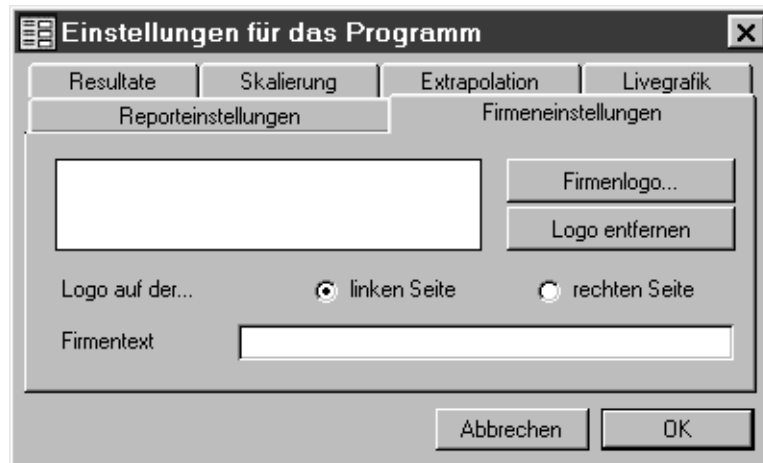 Einstellungen für das Programm
Resultate Skalierung Extrapolation Livegrafik
Reporteinstellungen Firmeneinstellungen
Firmenlogo...
Logo entfernen
Logo auf der... linken Seite rechten Seite
Firmentext
Abbrechen OK